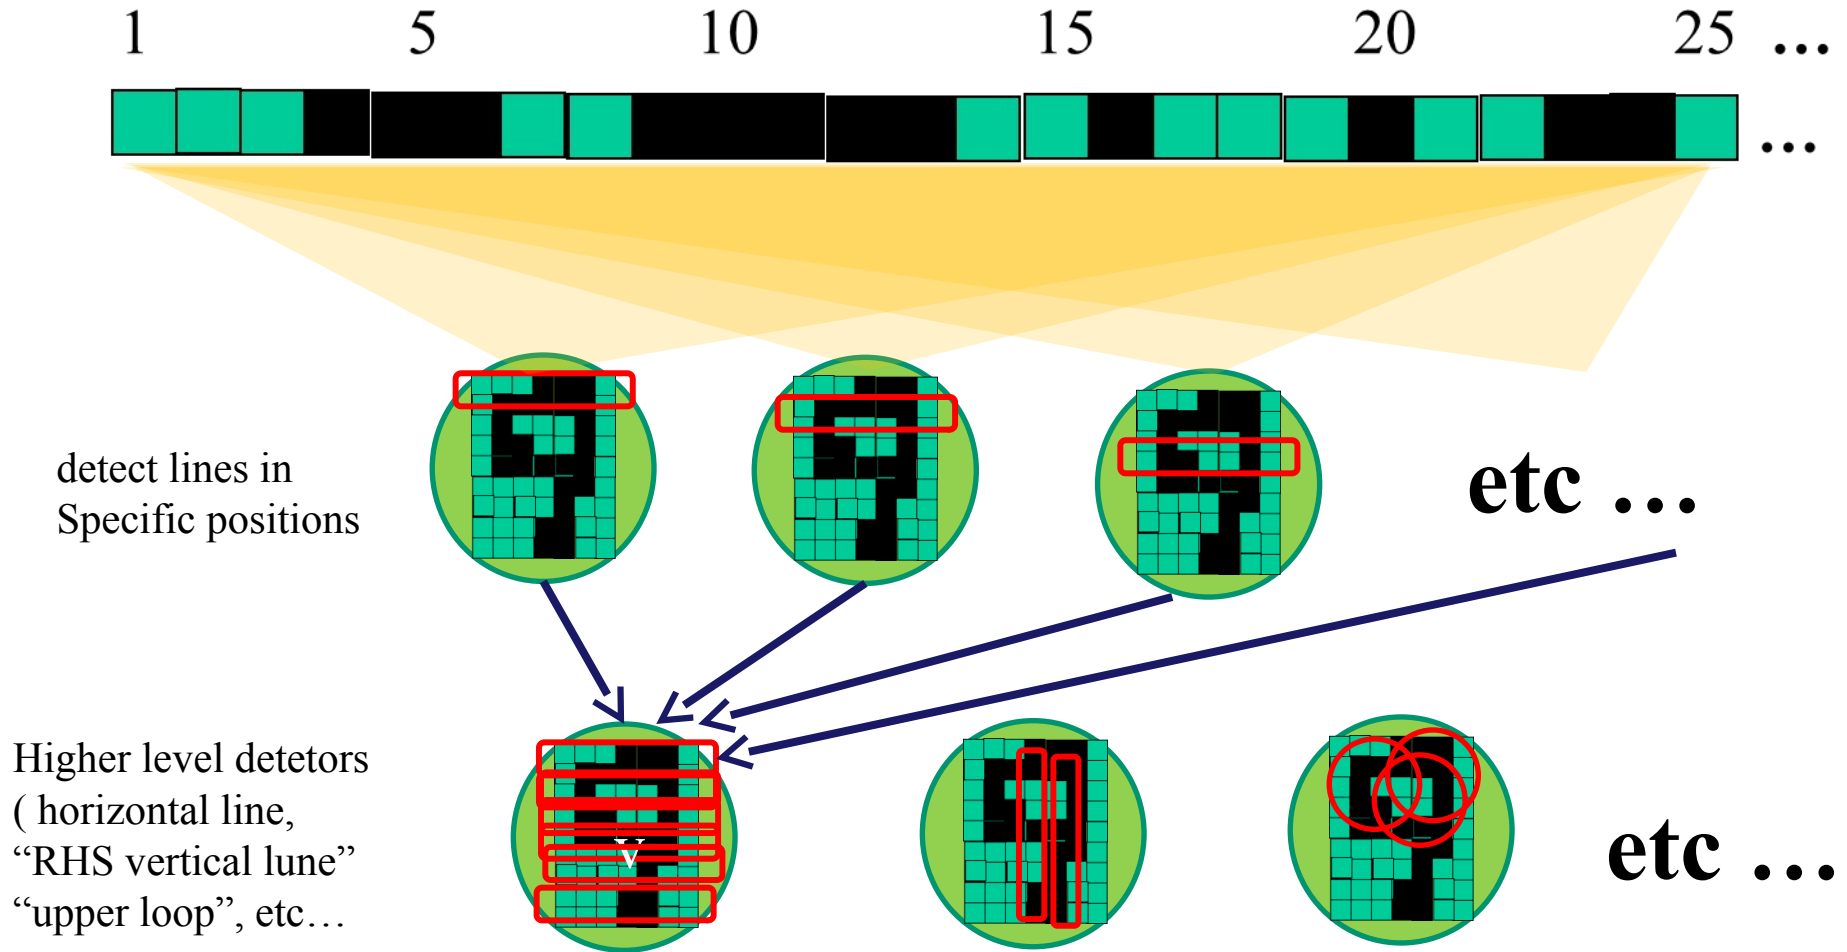 1 5 10 15 20 25 …
…
detect lines in
Specific positions
etc …
Higher level detetors
( horizontal line,
“RHS vertical lune”
“upper loop”, etc…
v
etc …